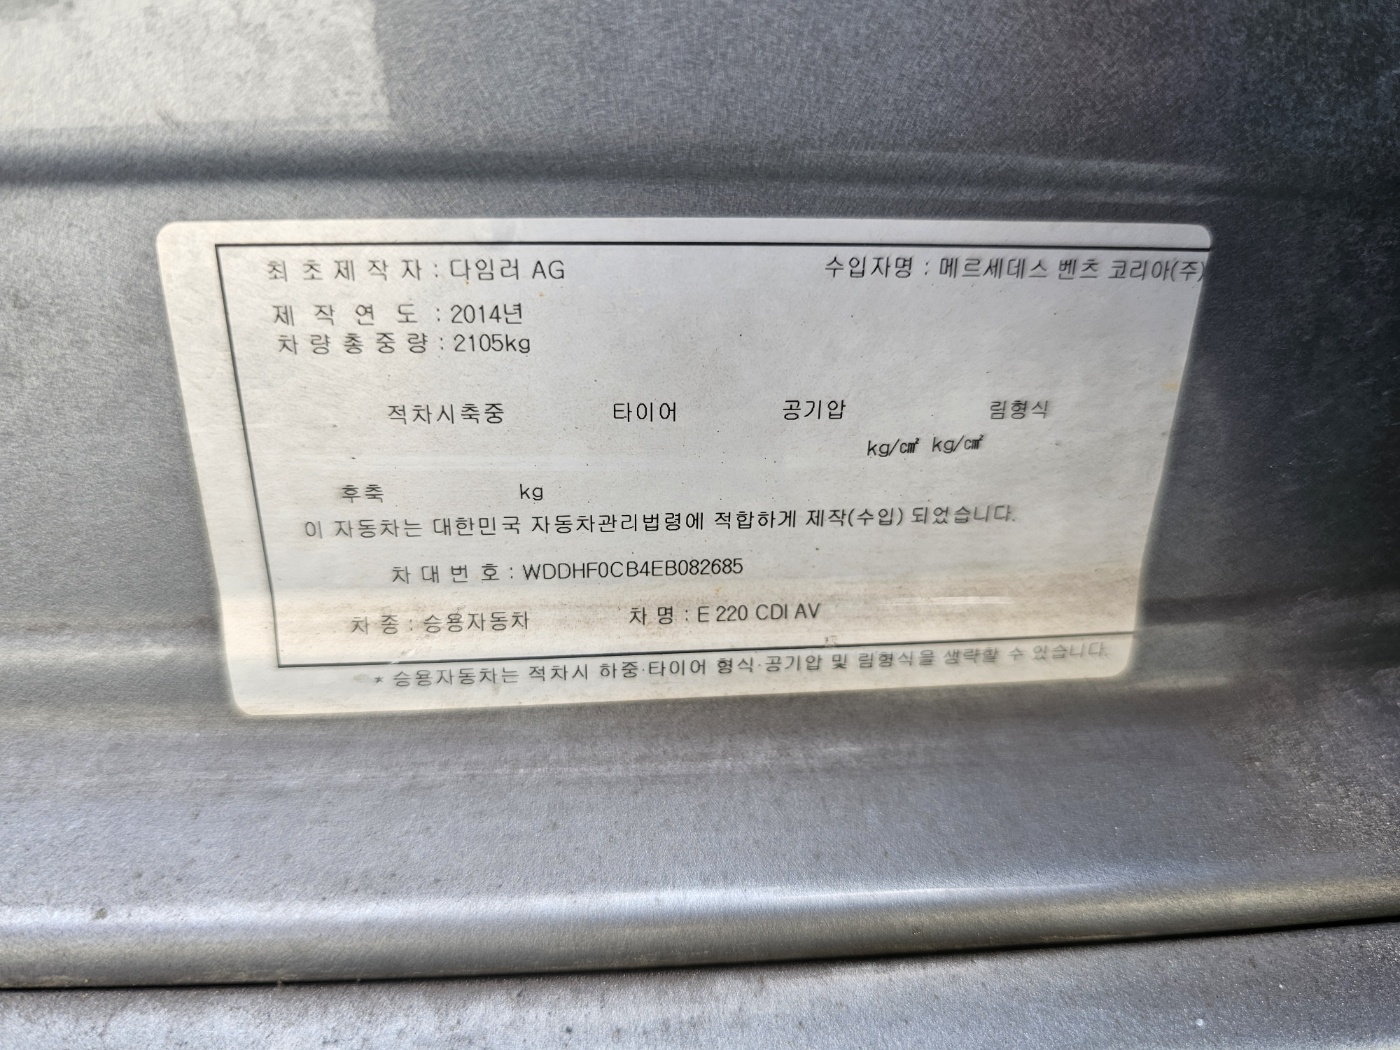 최초제작자 : 다임러 AG 수입자명 : 메르세데스 벤츠 코리아(주)
제작연도 : 2014년
차량총중량 : 2105kg
적차시축중 타이어 공기압 림형식
kg/㎠ kg/㎠
후축 kg
이 자동차는 대한민국 자동차관리법령에 적합하게 제작(수입) 되었습니다.
차대번호 : WDDHF0CB4EB082685
차종 : 승용자동차 차명 : E 220 CDI AV
* 승용자동차는 적차시 하중·타이어 형식·공기압 및 림형식을 생략할 수 있습니다.